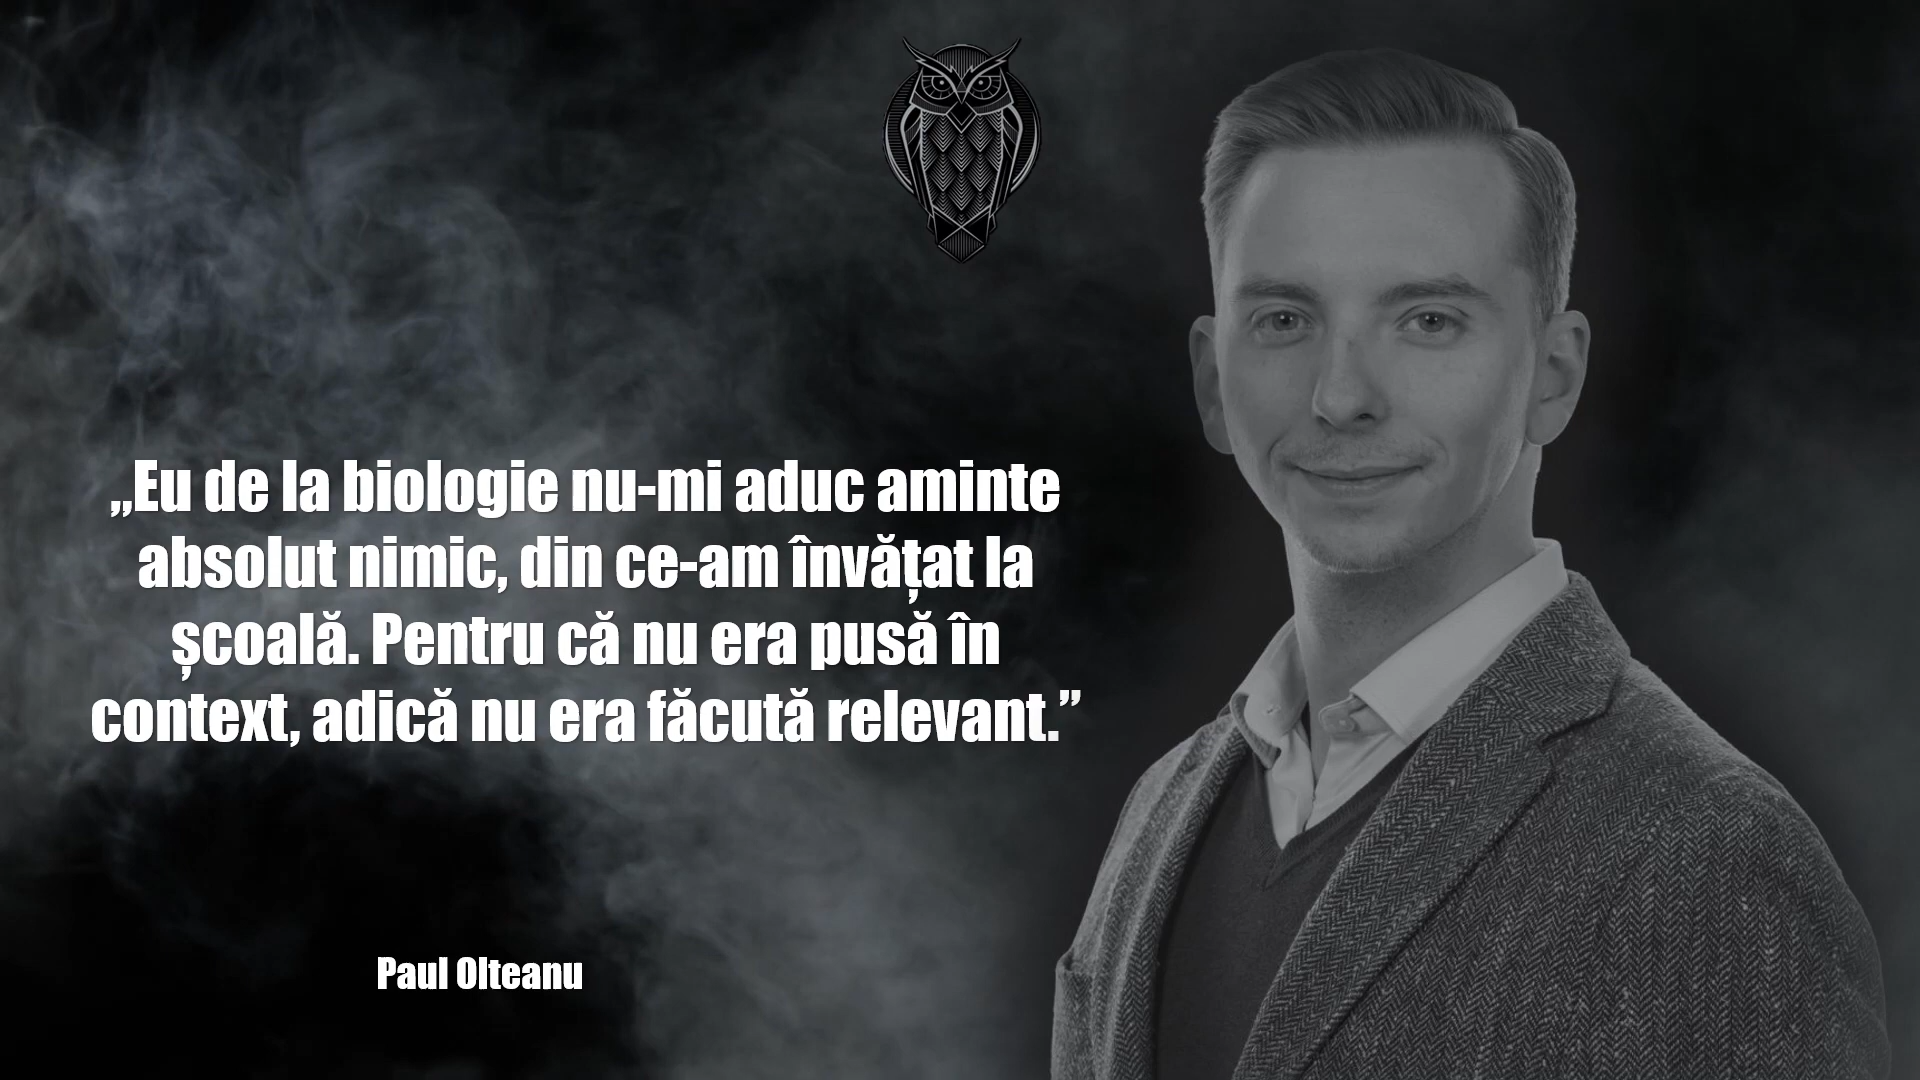 „Eu de la biologie nu-mi aduc aminte
absolut nimic, din ce-am învățat la
școală. Pentru că nu era pusă în
context, adică nu era făcută relevant.”
Paul Olteanu